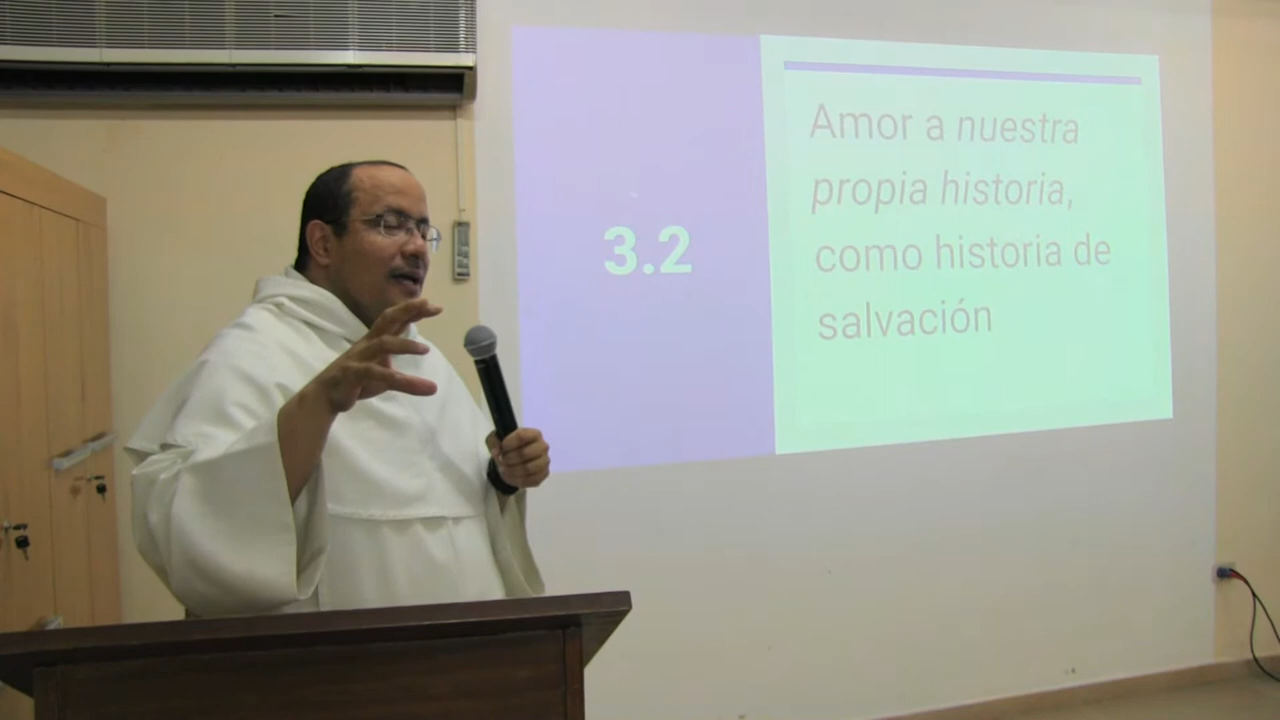 3.2
Amor a nuestra
propia historia,
como historia de
salvación